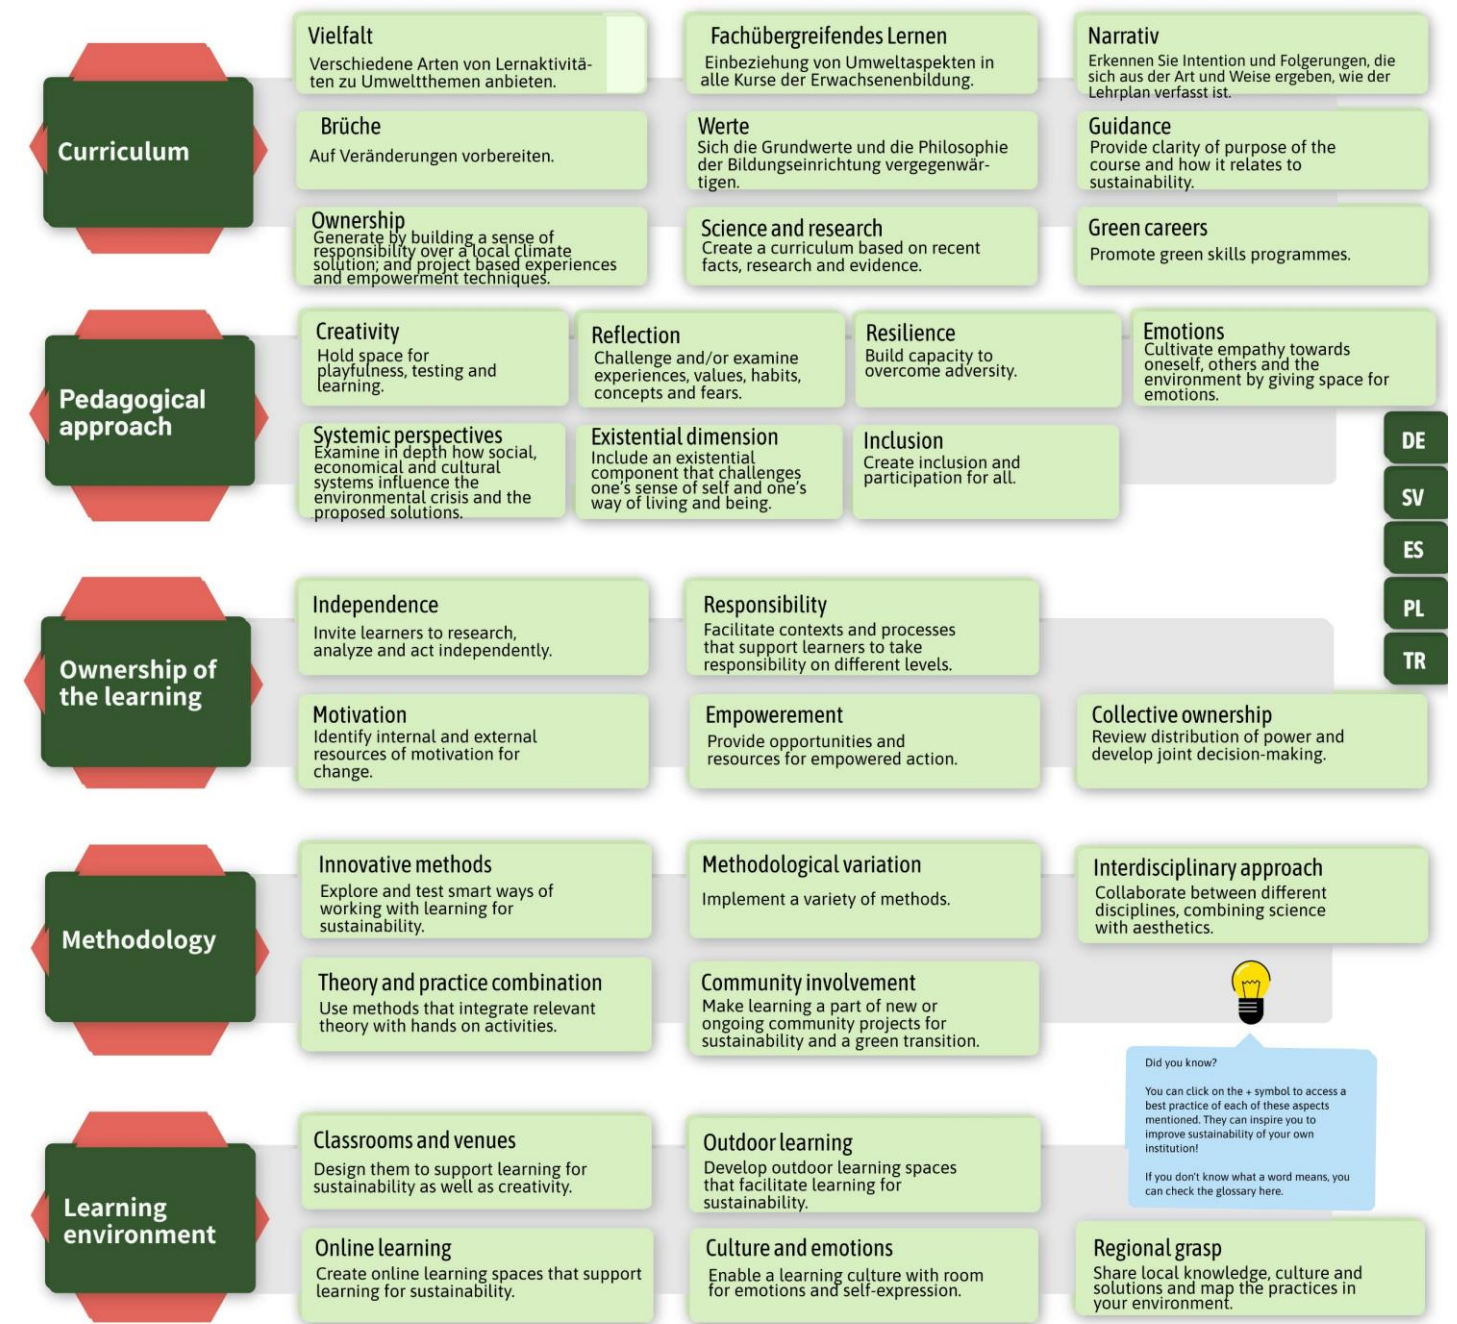 Curriculum
Vielfalt
Verschiedene Arten von Lernaktivitä-
ten zu Umweltthemen anbieten.
Fachübergreifendes Lernen
Einbeziehung von Umweltaspekten in
alle Kurse der Erwachsenenbildung.
Narrativ
Erkennen Sie Intention und Folgerungen, die
sich aus der Art und Weise ergeben, wie der
Lehrplan verfasst ist.
Brüche
Auf Veränderungen vorbereiten.
Werte
Sich die Grundwerte und die Philosophie
der Bildungseinrichtung vergegenwär-
tigen.
Guidance
Provide clarity of purpose of the
course and how it relates to
sustainability.
Ownership
Generate by building a sense of
responsibility over a local climate
solution; and project based experiences
and empowerment techniques.
Science and research
Create a curriculum based on recent
facts, research and evidence.
Green careers
Promote green skills programmes.
Pedagogical
approach
Creativity
Hold space for
playfulness, testing and
learning.
Reflection
Challenge and/or examine
experiences, values, habits,
concepts and fears.
Resilience
Build capacity to
overcome adversity.
Emotions
Cultivate empathy towards
oneself, others and the
environment by giving space for
emotions.
Systemic perspectives
Examine in depth how social,
economical and cultural
systems influence the
environmental crisis and the
proposed solutions.
Existential dimension
Include an existential
component that challenges
one's sense of self and one's
way of living and being.
Inclusion
Create inclusion and
participation for all.
DE
SV
ES
PL
TR
Ownership of
the learning
Independence
Invite learners to research,
analyze and act independently.
Responsibility
Facilitate contexts and processes
that support learners to take
responsibility on different levels.
Motivation
Identify internal and external
resources of motivation for
change.
Empowerement
Provide opportunities and
resources for empowered action.
Collective ownership
Review distribution of power and
develop joint decision-making.
Methodology
Innovative methods
Explore and test smart ways of
working with learning for
sustainability.
Methodological variation
Implement a variety of methods.
Interdisciplinary approach
Collaborate between different
disciplines, combining science
with aesthetics.
Theory and practice combination
Use methods that integrate relevant
theory with hands on activities.
Community involvement
Make learning a part of new or
ongoing community projects for
sustainability and a green transition.
Did you know?
You can click on the + symbol to access a
best practice of each of these aspects
mentioned. They can inspire you to
improve sustainability of your own
institution!
If you don't know what a word means, you
can check the glossary here.
Learning
environment
Classrooms and venues
Design them to support learning for
sustainability as well as creativity.
Outdoor learning
Develop outdoor learning spaces
that facilitate learning for
sustainability.
Online learning
Create online learning spaces that support
learning for sustainability.
Culture and emotions
Enable a learning culture with room
for emotions and self-expression.
Regional grasp
Share local knowledge, culture and
solutions and map the practices in
your environment.